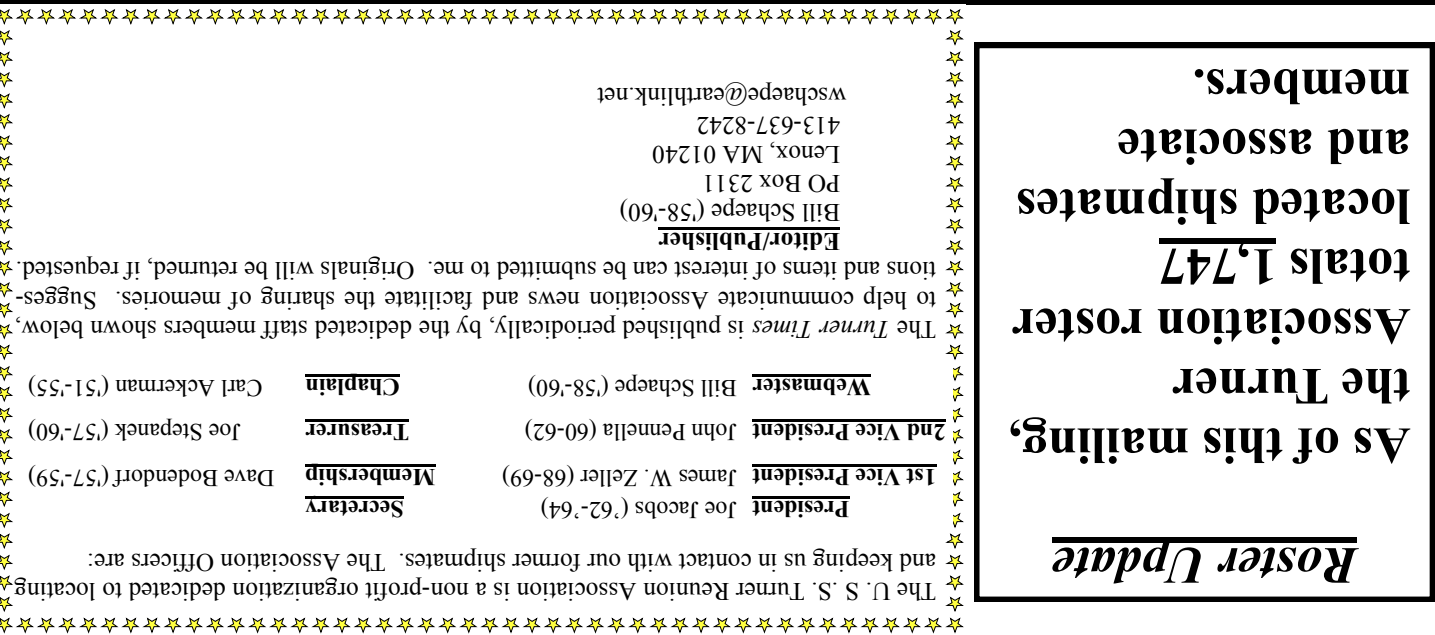 Roster Update
As of this mailing,
the Turner
Association roster
totals 1,747
located shipmates
and associate
members.
The U. S. S. Turner Reunion Association is a non-profit organization dedicated to locating
and keeping us in contact with our former shipmates. The Association Officers are:
President Joe Jacobs (’62-’64) Secretary
1st Vice President James W. Zeller (68-69) Membership Dave Bodendorf ('57-'59)
2nd Vice President John Pennella (60-62) Treasurer Joe Stepanek ('57-'60)
Webmaster Bill Schaepe ('58-'60) Chaplain Carl Ackerman ('51-'55)
The Turner Times is published periodically, by the dedicated staff members shown below,
to help communicate Association news and facilitate the sharing of memories. Sugges-
tions and items of interest can be submitted to me. Originals will be returned, if requested.
Editor/Publisher
Bill Schaepe ('58-'60)
PO Box 2311
Lenox, MA 01240
413-637-8242
wschaepe@earthlink.net